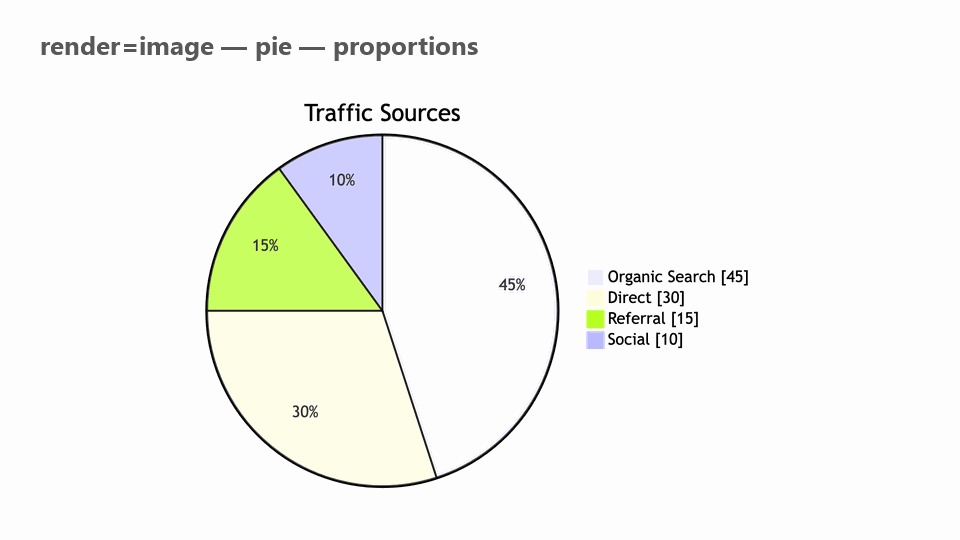 render=image — pie — proportions
Traffic Sources
10%
15%
45%
30%
Organic Search [45]
Direct [30]
Referral [15]
Social [10]